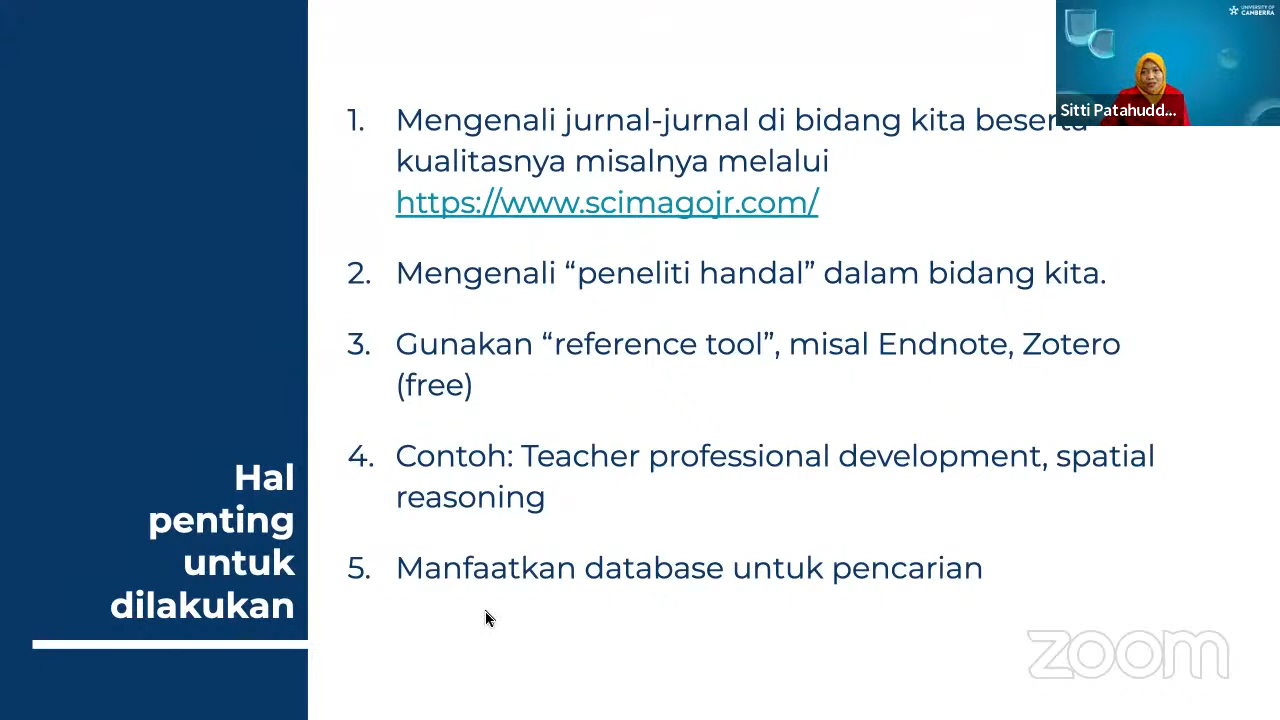 UNIVERSITY OF
CANBERRA
Sitti Patahudd...
1. Mengenali jurnal-jurnal di bidang kita beserta
kualitasnya misalnya melalui
https://www.scimagojr.com/
2. Mengenali “peneliti handal” dalam bidang kita.
3. Gunakan “reference tool”, misal Endnote, Zotero
(free)
4. Contoh: Teacher professional development, spatial
reasoning
5. Manfaatkan database untuk pencarian
Hal
penting
untuk
dilakukan
zoom